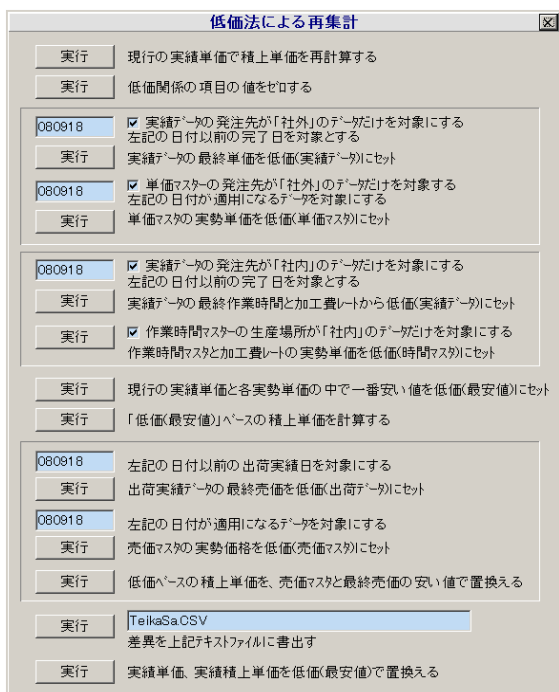 低価法による再集計
実行 現行の実績単価で積上単価を再計算する
実行 低価関係の項目の値をゼロする
080918 実績データの発注先が「社外」のデータだけを対象にする
左記の日付以前の完了日を対象とする
実行 実績データの最終単価を低価(実績データ)にセット
080918 単価マスターの発注先が「社外」のデータだけを対象する
左記の日付が適用になるデータを対象にする
実行 単価マスタの実勢単価を低価(単価マスタ)にセット
080918 実績データの発注先が「社内」のデータだけを対象にする
左記の日付以前の完了日を対象とする
実行 実績データの最終作業時間と加工費レートから低価(実績データ)にセット
作業時間マスターの生産場所が「社内」のデータだけを対象にする
実行 作業時間マスタと加工費レートの実勢単価を低価(時間マスタ)にセット
実行 現行の実績単価と各実勢単価の中で一番安い値を低価(最安値)にセット
実行 「低価(最安値)」ベースの積上単価を計算する
080918 左記の日付以前の出荷実績日を対象にする
実行 出荷実績データの最終売価を低価(出荷データ)にセット
080918 左記の日付が適用になるデータを対象にする
実行 売価マスタの実勢価格を低価(売価マスタ)にセット
実行 低価ベースの積上単価を、売価マスタと最終売価の安い値で置換える
実行 TeikaSa.CSV
差異を上記テキストファイルに書出す
実行 実績単価、実績積上単価を低価(最安値)で置換える